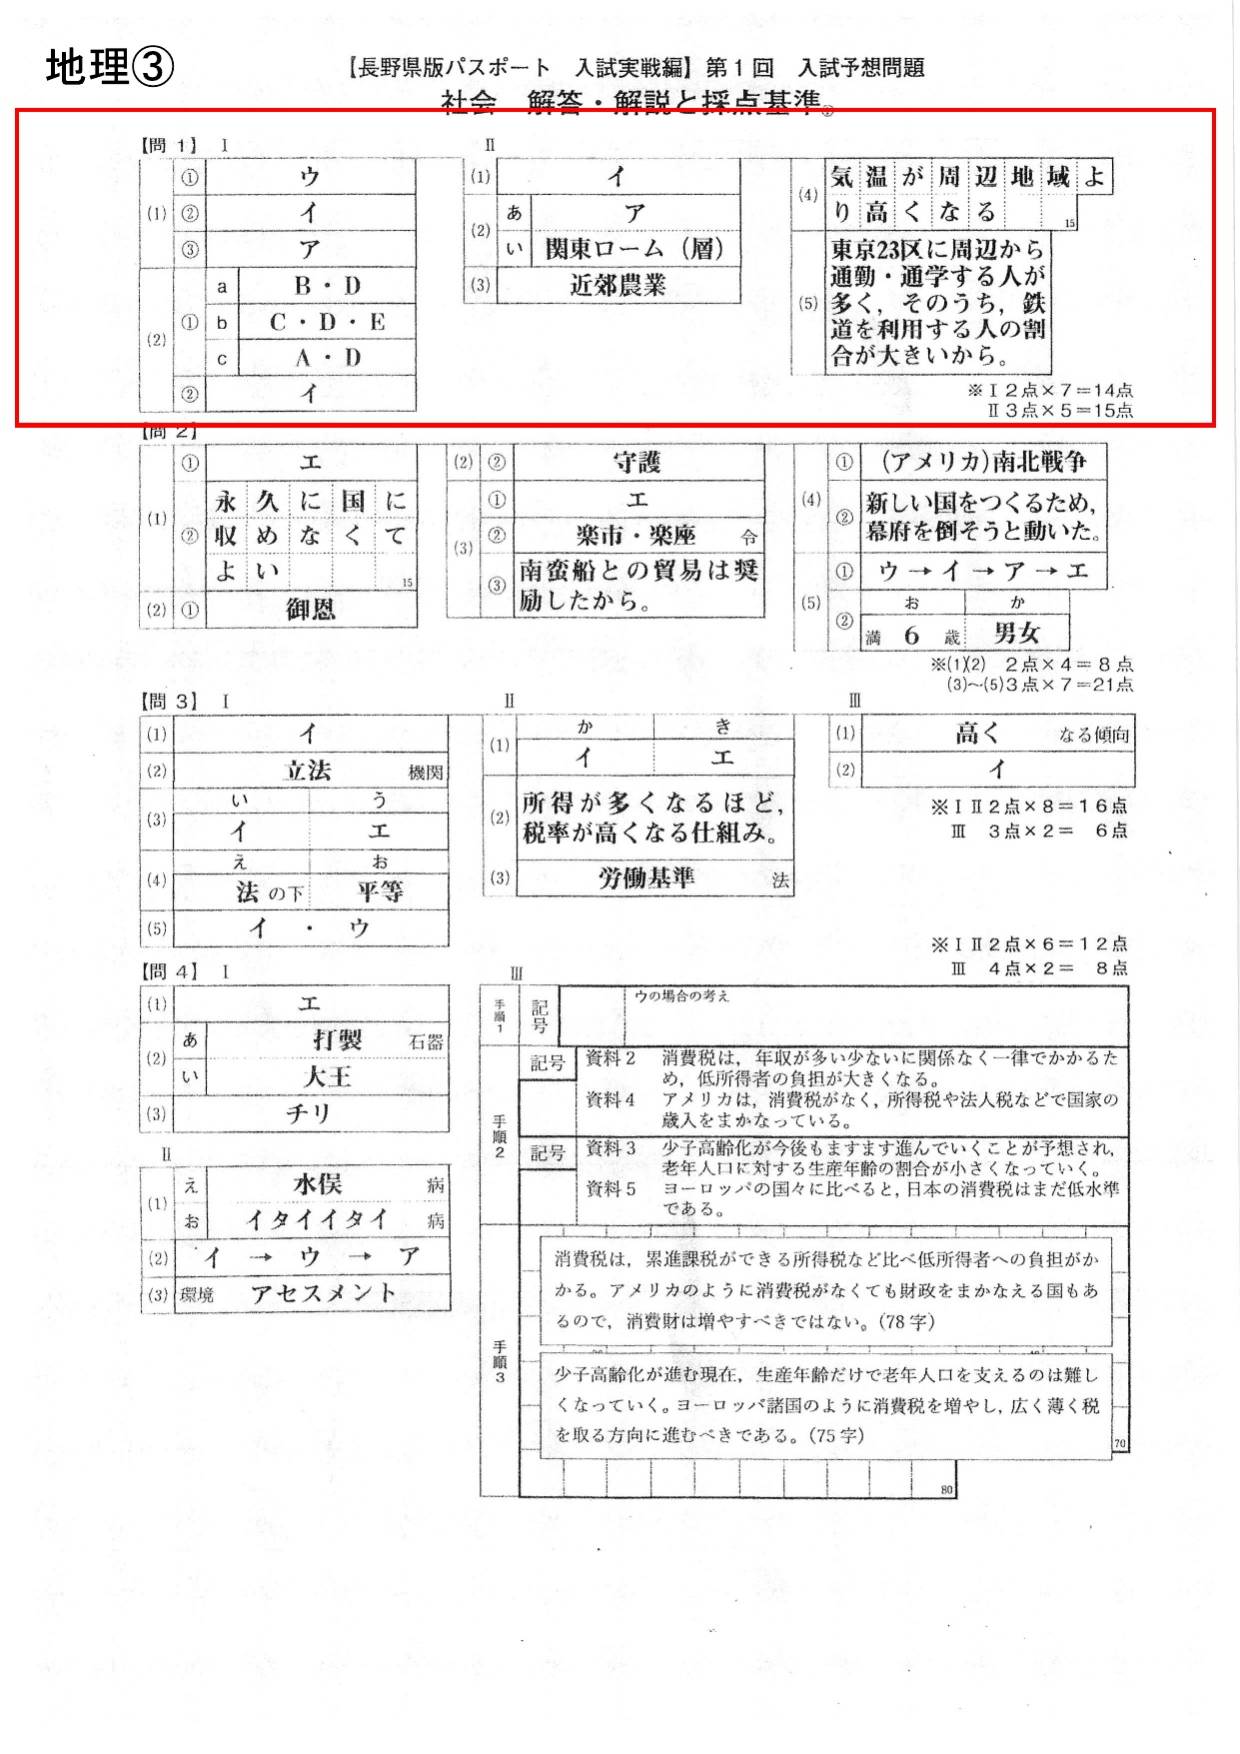 地理③
【長野県版パスポート　入試実戦編】第1回　入試予想問題
社会　解答・解説と採点基準
【問 1】 Ⅰ
(1) ① ウ
② イ
③ ア
(2) ① a B・D
b C・D・E
c A・D
② イ
Ⅱ
(1) イ
(2) あ ア
い 関東ローム（層）
(3) 近郊農業
(4) 気温が周辺地域よ
り高くなる 15
(5) 東京23区に周辺から
通勤・通学する人が
多く，そのうち，鉄
道を利用する人の割
合が大きいから。
※Ⅰ2点×7＝14点
Ⅱ3点×5＝15点
【問 2】
(1) ① エ
② 永久に国に
収めなくて
よい 15
(2) ① 御恩
(2) ② 守護
(3) ① エ
② 楽市・楽座 令
③ 南蛮船との貿易は奨
励したから。
(4) ① (アメリカ)南北戦争
② 新しい国をつくるため，
幕府を倒そうと動いた。
(5) ① ウ→イ→ア→エ
② お か
満 6 歳 男女
※(1)(2) 2点×4＝8点
(3)～(5)3点×7＝21点
【問 3】 Ⅰ
(1) イ
(2) 立法 機関
(3) い う
イ エ
(4) え お
法の下 平等
(5) イ ・ ウ
Ⅱ
(1) か き
イ エ
(2) 所得が多くなるほど，
税率が高くなる仕組み。
(3) 労働基準 法
Ⅲ
(1) 高く なる傾向
(2) イ
※ⅠⅡ2点×8＝16点
Ⅲ 3点×2＝ 6点
※ⅠⅡ2点×6＝12点
Ⅲ 4点×2＝ 8点
【問 4】 Ⅰ
(1) エ
(2) あ 打製 石器
い 大王
(3) チリ
Ⅱ
(1) え 水俣 病
お イタイイタイ 病
(2) イ → ウ → ア
(3) 環境 アセスメント
Ⅲ
手順1 記号 ウの場合の考え
手順2 記号 資料2 消費税は，年収が多い少ないに関係なく一律でかかるた
め，低所得者の負担が大きくなる。
資料4 アメリカは，消費税がなく，所得税や法人税などで国家の
歳入をまかなっている。
記号 資料3 少子高齢化が今後もますます進んでいくことが予想され，
老年人口に対する生産年齢の割合が小さくなっていく。
資料5 ヨーロッパの国々に比べると，日本の消費税はまだ低水準
である。
手順3
消費税は，累進課税ができる所得税など比べ低所得者への負担がか
かる。アメリカのように消費税がなくても財政をまかなえる国もあ
るので，消費財は増やすべきではない。（78字）
少子高齢化が進む現在，生産年齢だけで老年人口を支えるのは難し
くなっていく。ヨーロッパ諸国のように消費税を増やし，広く薄く税
を取る方向に進むべきである。（75字）
70
80